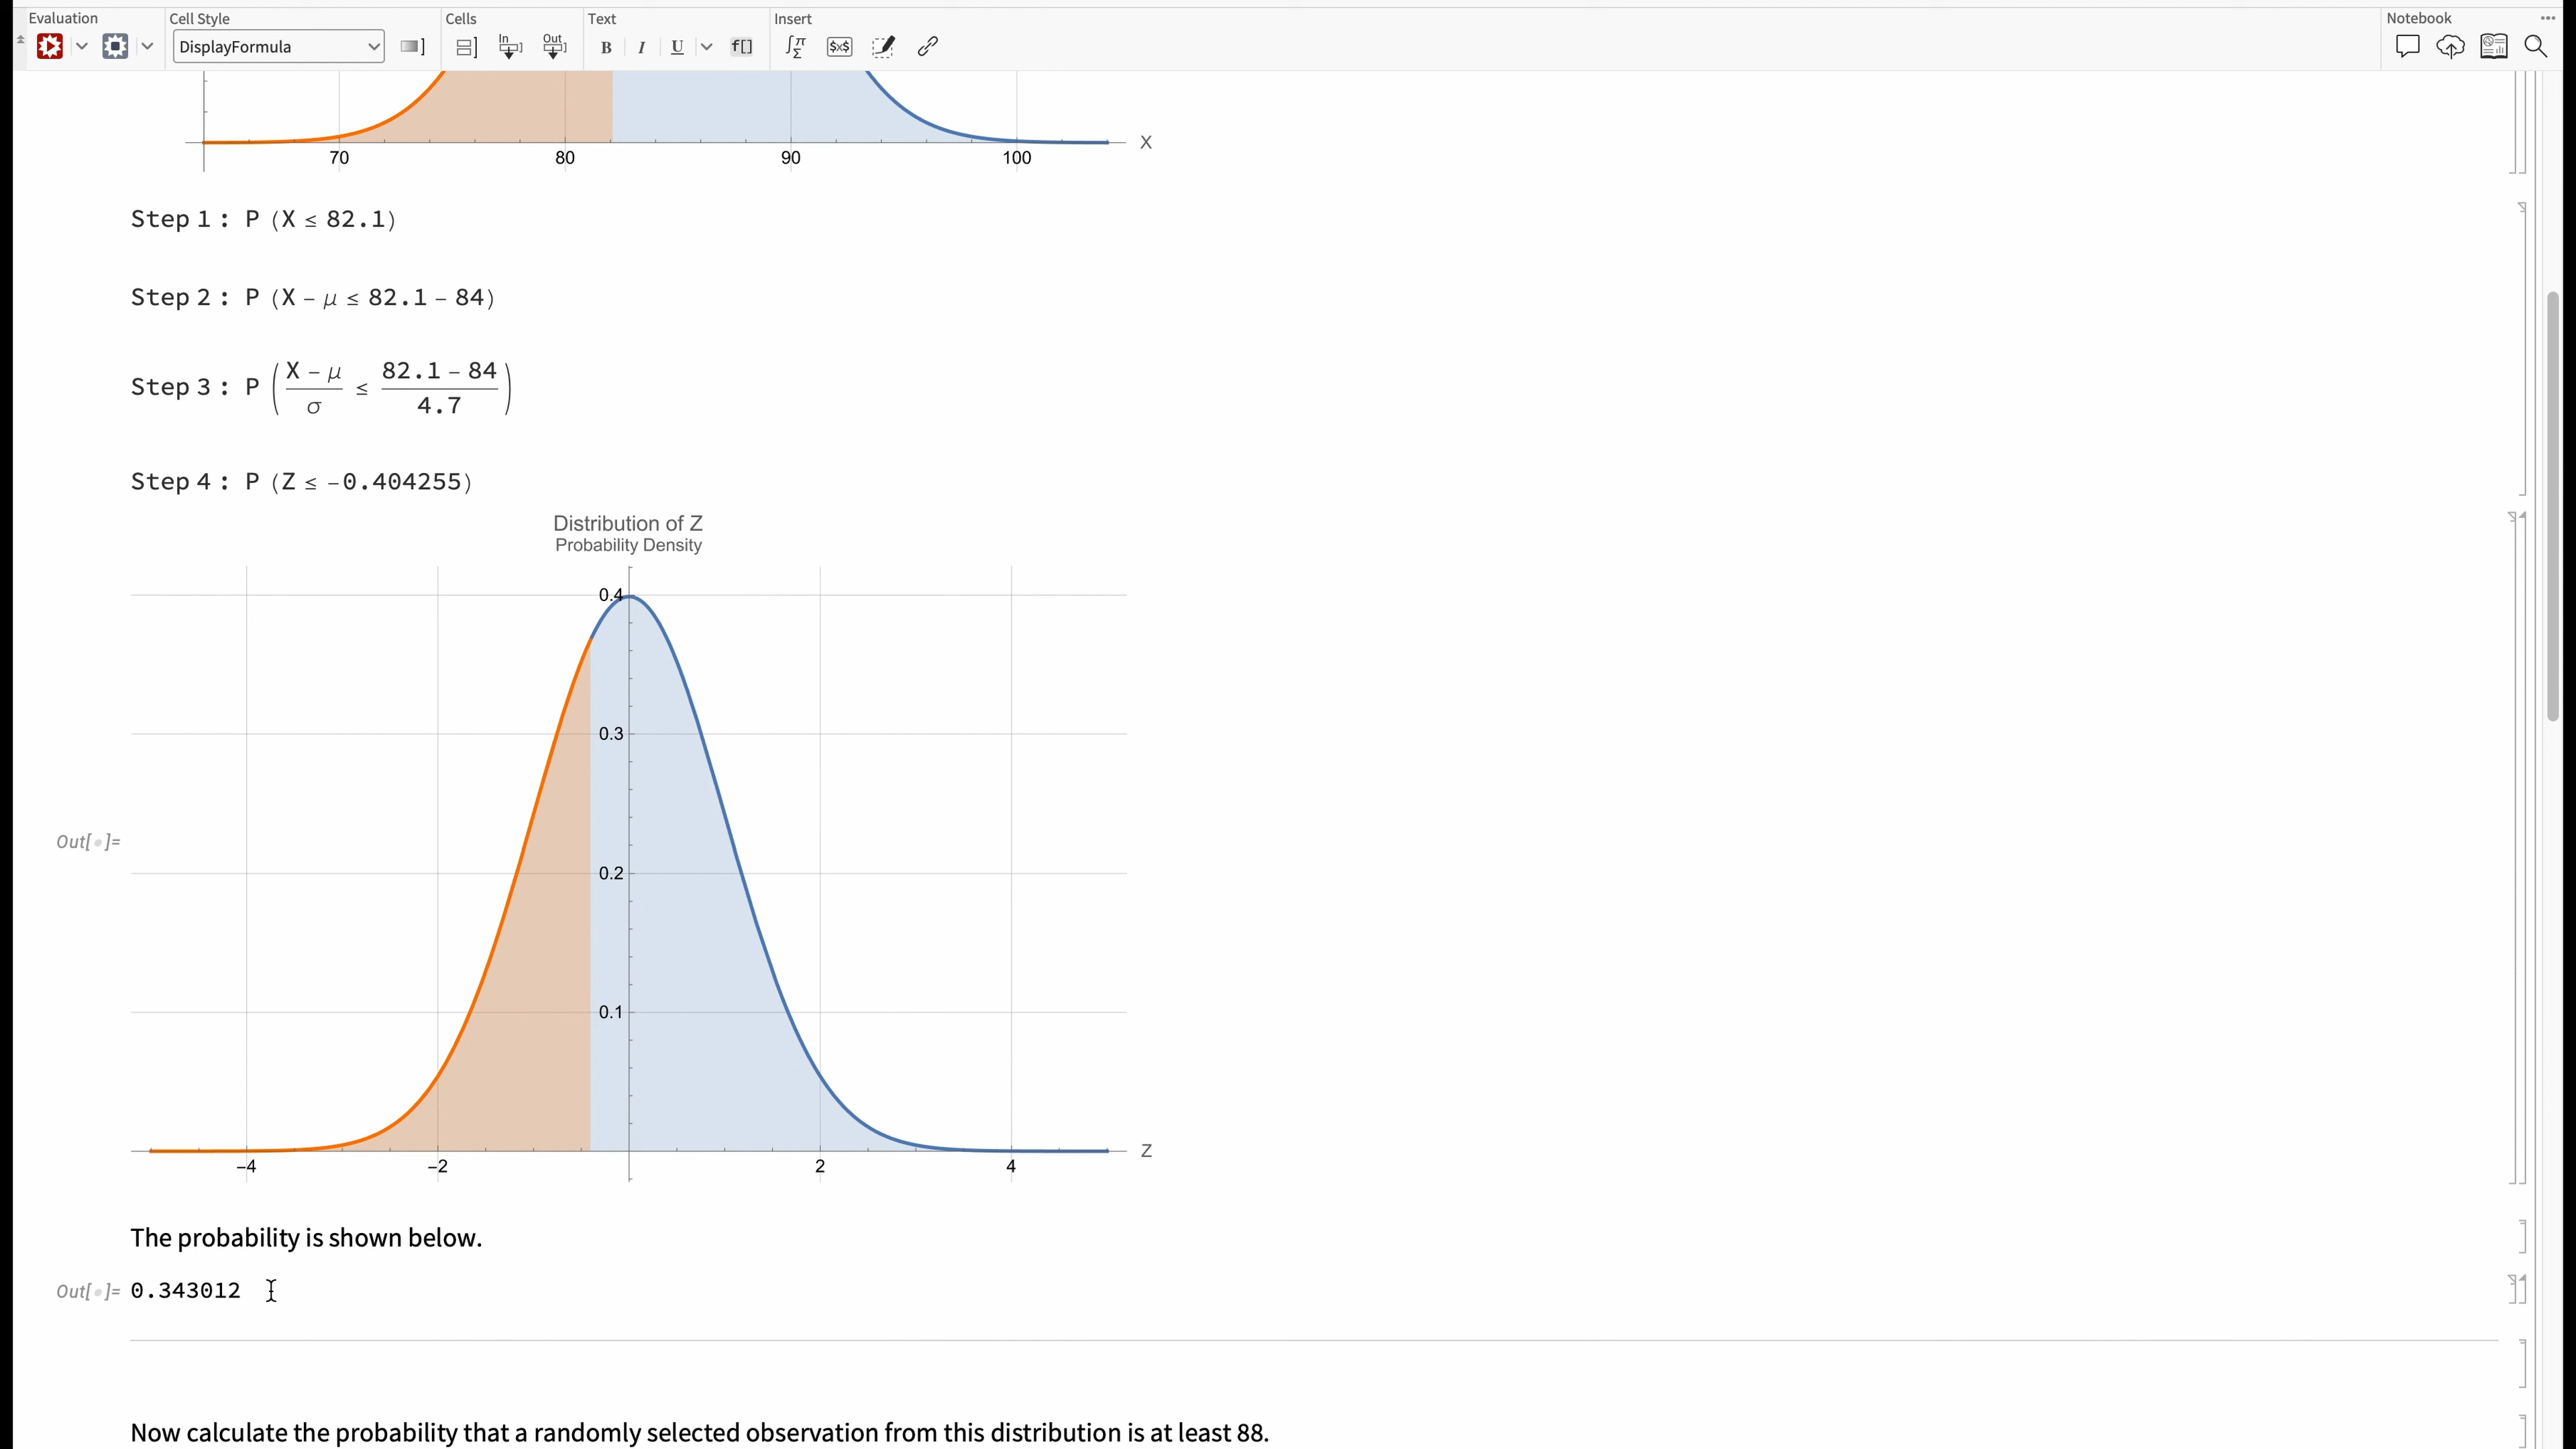 Evaluation Cell Style Cells Text Insert Notebook
DisplayFormula In Out B I U f[] ∫π Σ $x$
70 80 90 100 X
Step 1 : P (X ≤ 82.1)
Step 2 : P (X − μ ≤ 82.1 − 84)
Step 3 : P ((X − μ)/σ ≤ (82.1 − 84)/4.7)
Step 4 : P (Z ≤ −0.404255)
Distribution of Z
Probability Density
0.4
0.3
Out[•]=
0.2
0.1
Z
−4 −2 2 4
The probability is shown below.
Out[•]= 0.343012
Now calculate the probability that a randomly selected observation from this distribution is at least 88.